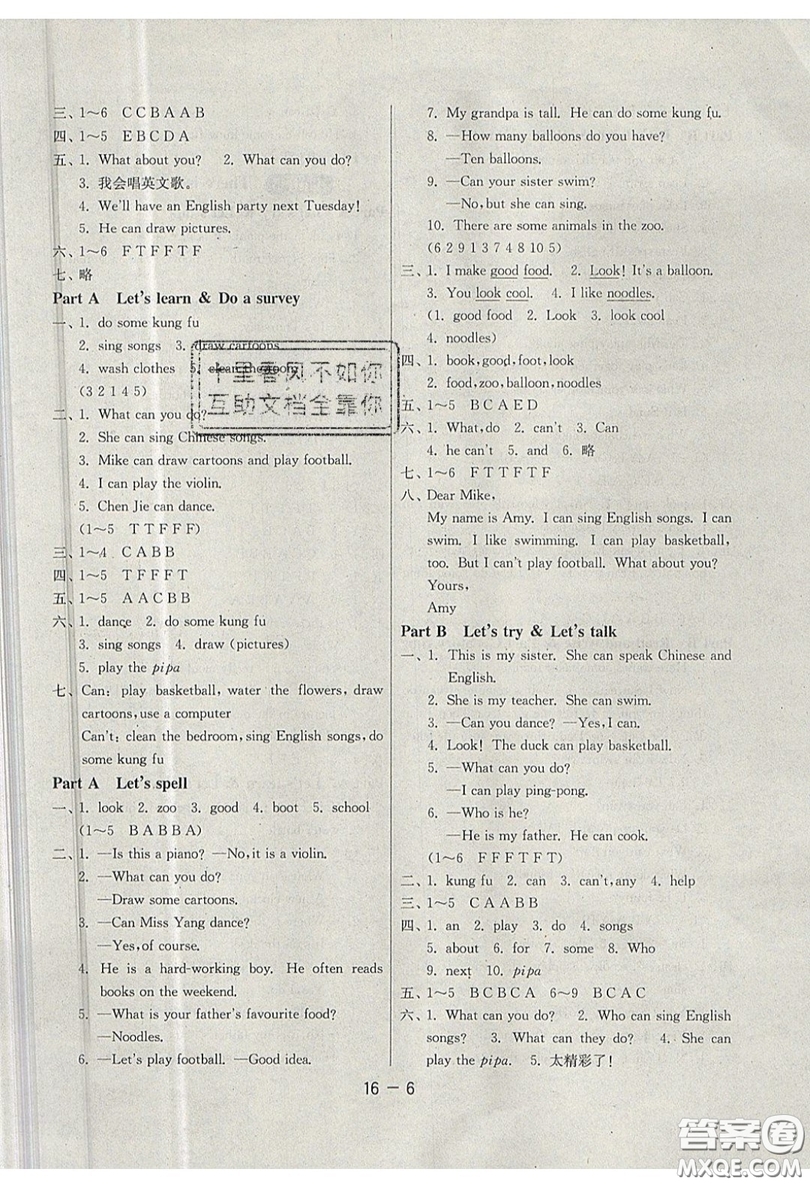 三、1～6 C C B A A B
四、1～5 E B C D A
五、1. What about you? 2. What can you do?
3. 我会唱英文歌。
4. We'll have an English party next Tuesday!
5. He can draw pictures.
六、1～6 F T F F T F
七、略
Part A Let's learn & Do a survey
一、1. do some kung fu
2. sing songs 3. draw cartoons
4. wash clothes 5. clean the room
(3 2 1 4 5)
二、1. What can you do?
2. She can sing Chinese songs.
3. Mike can draw cartoons and play football.
4. I can play the violin.
5. Chen Jie can dance.
(1～5 T T F F F)
三、1～4 C A B B
四、1～5 T F F F T
五、1～5 A A C B B
六、1. dance 2. do some kung fu
3. sing songs 4. draw (pictures)
5. play the pipa
七、Can: play basketball, water the flowers, draw
cartoons, use a computer
Can't: clean the bedroom, sing English songs, do
some kung fu
Part A Let's spell
一、1. look 2. zoo 3. good 4. boot 5. school
(1～5 B A B B A)
二、1. —Is this a piano? —No, it is a violin.
2. —What can you do?
—Draw some cartoons.
3. —Can Miss Yang dance?
—Yes, of course.
4. He is a hard-working boy. He often reads
books on the weekend.
5. —What is your father's favourite food?
—Noodles.
6. —Let's play football. —Good idea.
7. My grandpa is tall. He can do some kung fu.
8. —How many balloons do you have?
—Ten balloons.
9. —Can your sister swim?
—No, but she can sing.
10. There are some animals in the zoo.
(6 2 9 1 3 7 4 8 10 5)
三、1. I make good food. 2. Look! It's a balloon.
3. You look cool. 4. I like noodles.
(1. good food 2. Look 3. look cool
4. noodles)
四、1. book, good, foot, look
2. food, zoo, balloon, noodles
五、1～5 B C A E D
六、1. What, do 2. can't 3. Can
4. he can't 5. and 6. 略
七、1～6 F T T F T F
八、Dear Mike,
My name is Amy. I can sing English songs. I can
swim. I like swimming. I can play basketball,
too. But I can't play football. What about you?
Yours,
Amy
Part B Let's try & Let's talk
一、1. This is my sister. She can speak Chinese and
English.
2. She is my teacher. She can swim.
3. —Can you dance? —Yes, I can.
4. Look! The duck can play basketball.
5. —What can you do?
—I can play ping-pong.
6. —Who is he?
—He is my father. He can cook.
(1～6 F F F T F T)
二、1. kung fu 2. can 3. can't, any 4. help
三、1～5 C A A B B
四、1. an 2. play 3. do 4. songs
5. about 6. for 7. some 8. Who
9. next 10. pipa
五、1～5 B C B C A 6～9 B C A C
六、1. What can you do? 2. Who can sing English
songs? 3. What can they do? 4. She can
play the pipa. 5. 太精彩了！
16－6
十里春风不如你
互助文档全靠你
答案圈
MXQE.COM